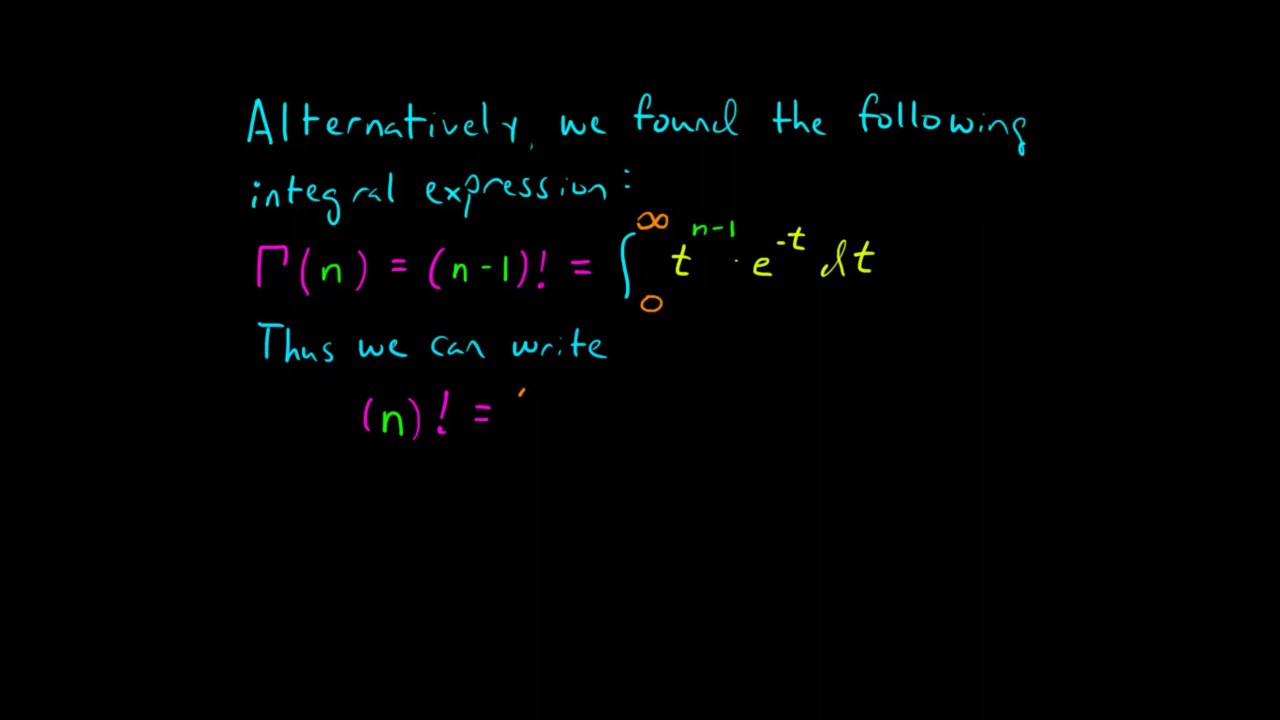 Alternatively, we found the following
integral expression:
Γ(n) = (n-1)! = ∫₀^∞ t^(n-1) · e^(-t) dt
Thus we can write
(n)! =